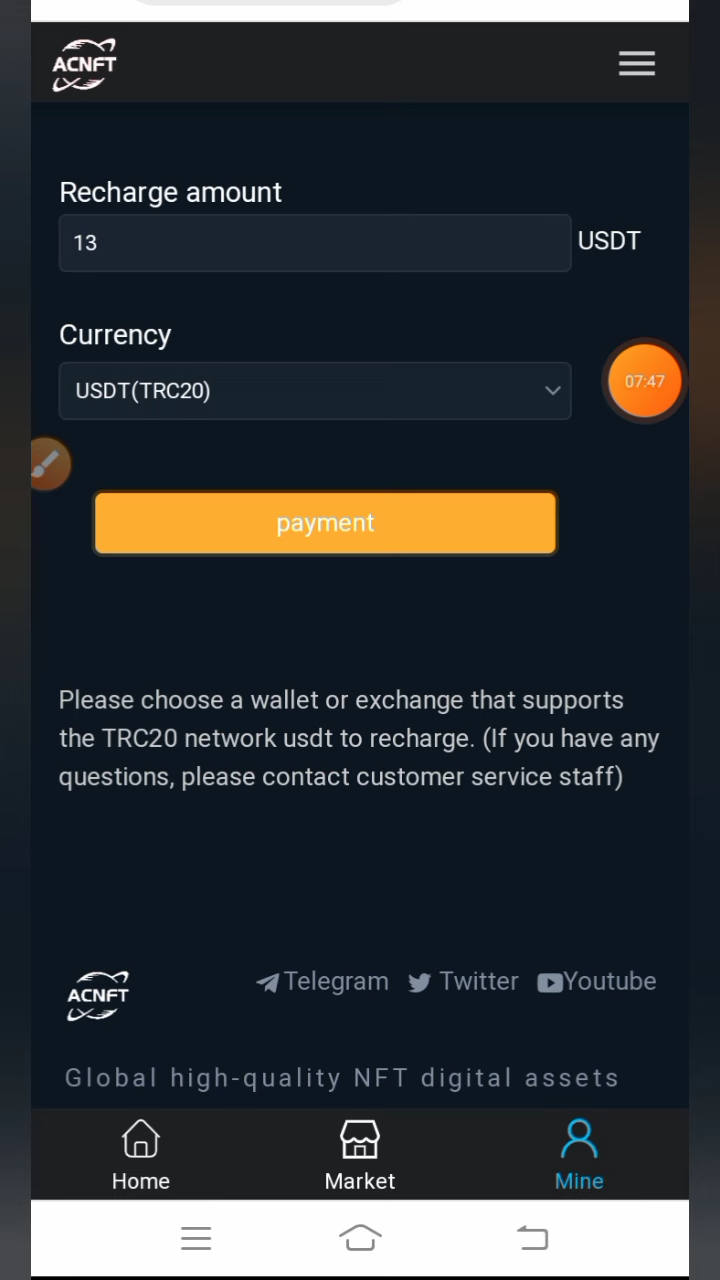 ACNFT
Recharge amount
13
USDT
Currency
USDT(TRC20)
07:47
payment
Please choose a wallet or exchange that supports
the TRC20 network usdt to recharge. (If you have any
questions, please contact customer service staff)
ACNFT
Telegram
Twitter
Youtube
Global high-quality NFT digital assets
Home
Market
Mine